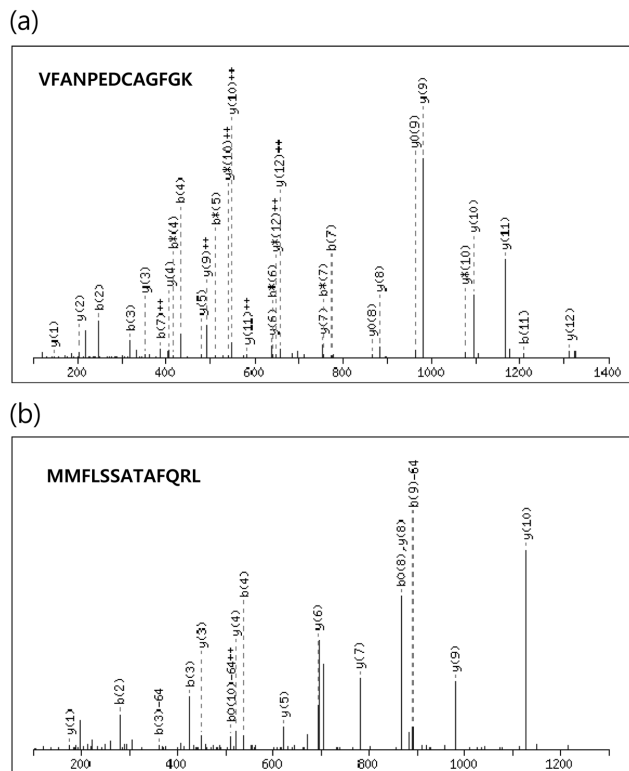 (a)
VFANPEDCAGFGK
y(1)
y(2)
b(2)
b(3)
y(3)
b(7)++
y(4)
b*(4)
b(4)
y(5)
y(9)++
b*(5)
y*(10)++
y(10)++
y(11)++
y(6)
b*(6)
y*(12)++
y(12)++
y(7)
b*(7)
b(7)
y0(8)
y(8)
y0(9)
y(9)
y*(10)
y(10)
y(11)
b(11)
y(12)
200 400 600 800 1000 1200 1400
(b)
MMFLSSATAFQRL
y(1)
b(2)
b(3)-64
b(3)
y(3)
b0(10)-64++
y(4)
b(4)
y(5)
y(6)
y(7)
b0(8),y(8)
b(9)-64
y(9)
y(10)
200 400 600 800 1000 1200